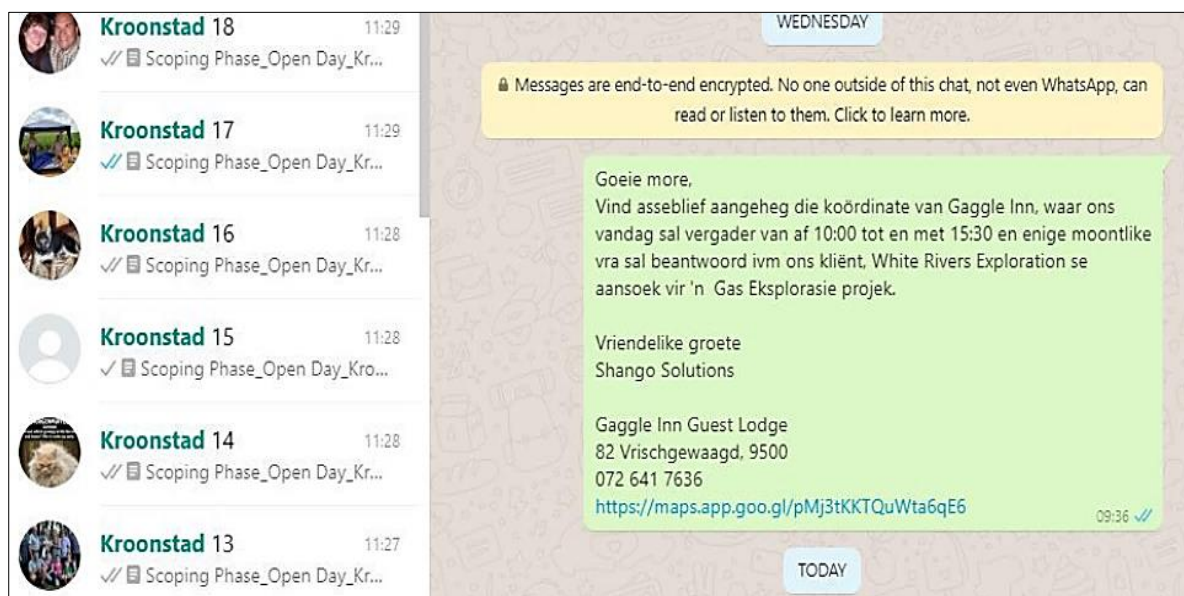 Kroonstad 18 11:29
Scoping Phase_Open Day_Kr...
Kroonstad 17 11:29
Scoping Phase_Open Day_Kr...
Kroonstad 16 11:28
Scoping Phase_Open Day_Kr...
Kroonstad 15 11:28
Scoping Phase_Open Day_Kro...
Kroonstad 14 11:28
Scoping Phase_Open Day_Kr...
Kroonstad 13 11:27
Scoping Phase_Open Day_Kr...
WEDNESDAY
Messages are end-to-end encrypted. No one outside of this chat, not even WhatsApp, can
read or listen to them. Click to learn more.
Goeie more,
Vind asseblief aangeheg die koördinate van Gaggle Inn, waar ons
vandag sal vergader van af 10:00 tot en met 15:30 en enige moontlike
vra sal beantwoord ivm ons kliënt, White Rivers Exploration se
aansoek vir 'n  Gas Eksplorasie projek.
Vriendelike groete
Shango Solutions
Gaggle Inn Guest Lodge
82 Vrischgewaagd, 9500
072 641 7636
https://maps.app.goo.gl/pMj3tKKTQuWta6qE6
09:36
TODAY